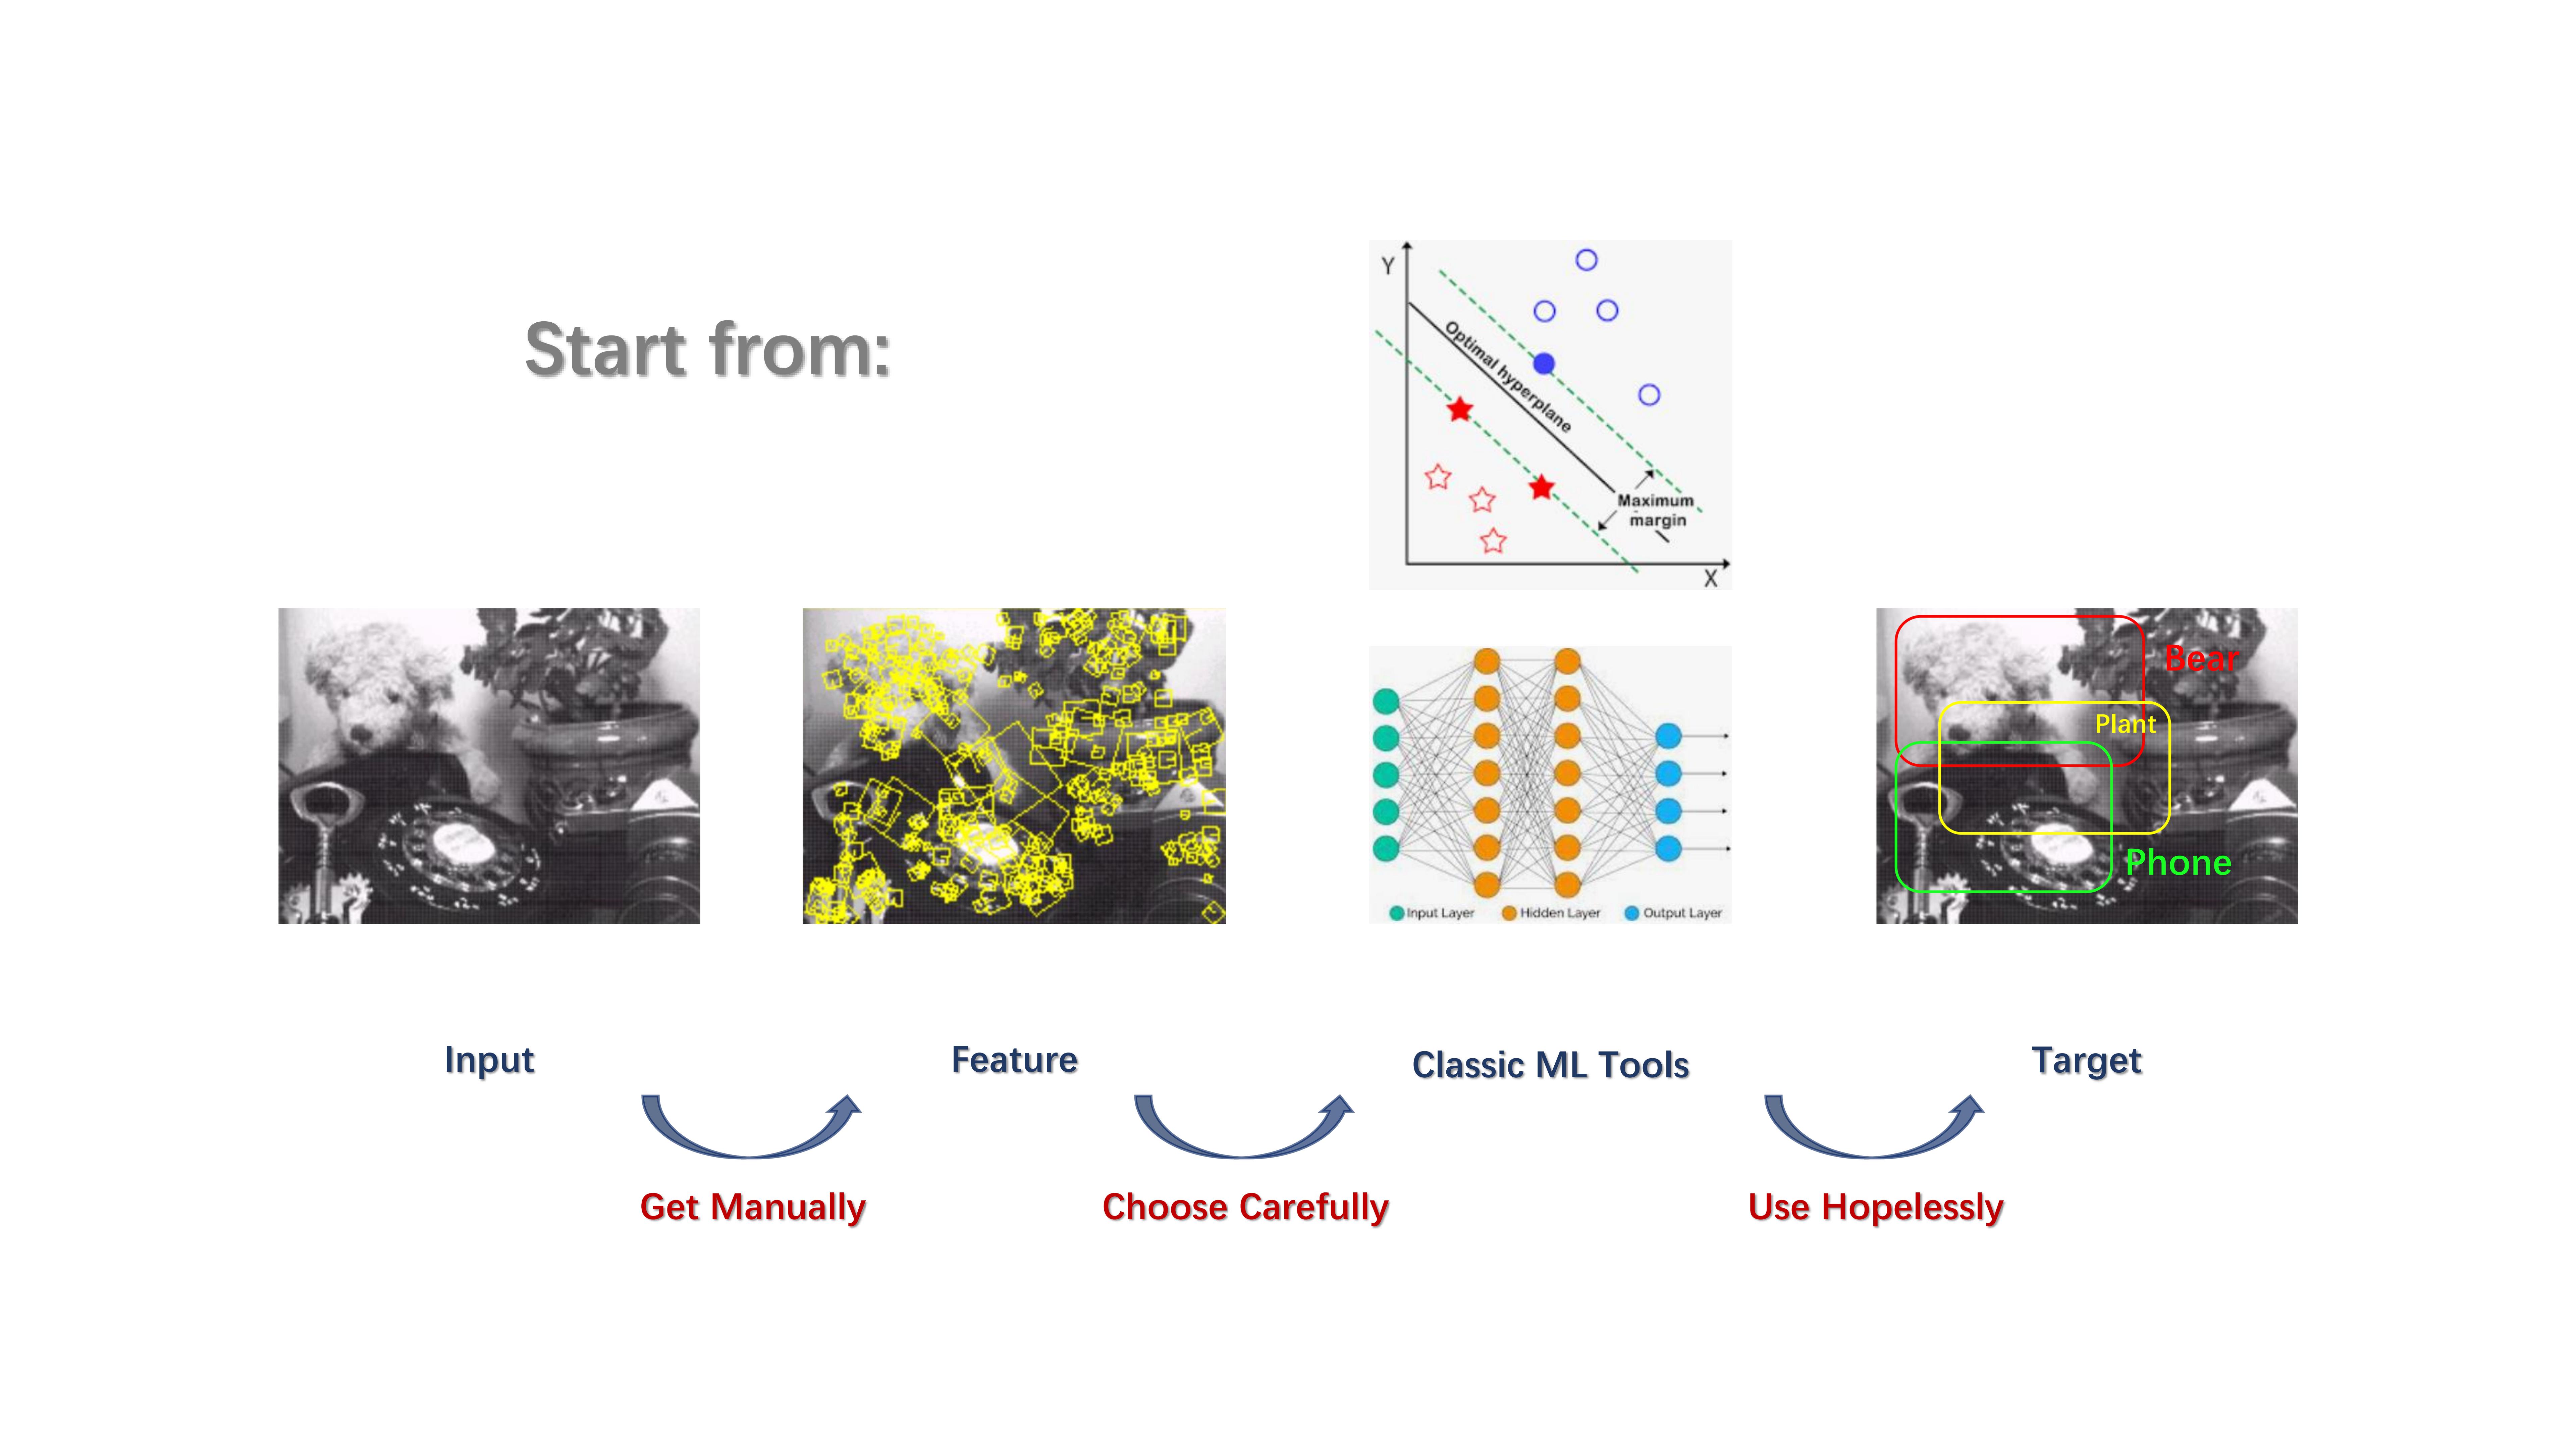 Start from:
Y
Optimal hyperplane
Maximum
margin
X
Bear
Plant
Phone
Input Layer
Hidden Layer
Output Layer
Input
Feature
Classic ML Tools
Target
Get Manually
Choose Carefully
Use Hopelessly